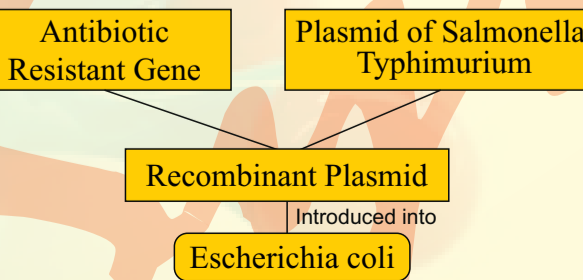 Antibiotic
Resistant Gene
Plasmid of Salmonella
Typhimurium
Recombinant Plasmid
Introduced into
Escherichia coli